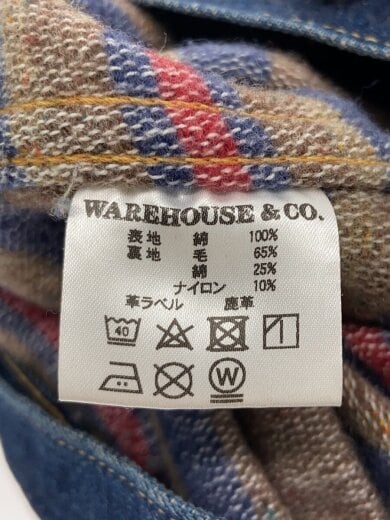 WAREHOUSE & CO.
表地 綿 100%
裏地 毛 65%
綿 25%
ナイロン 10%
革ラベル 鹿革
40
W